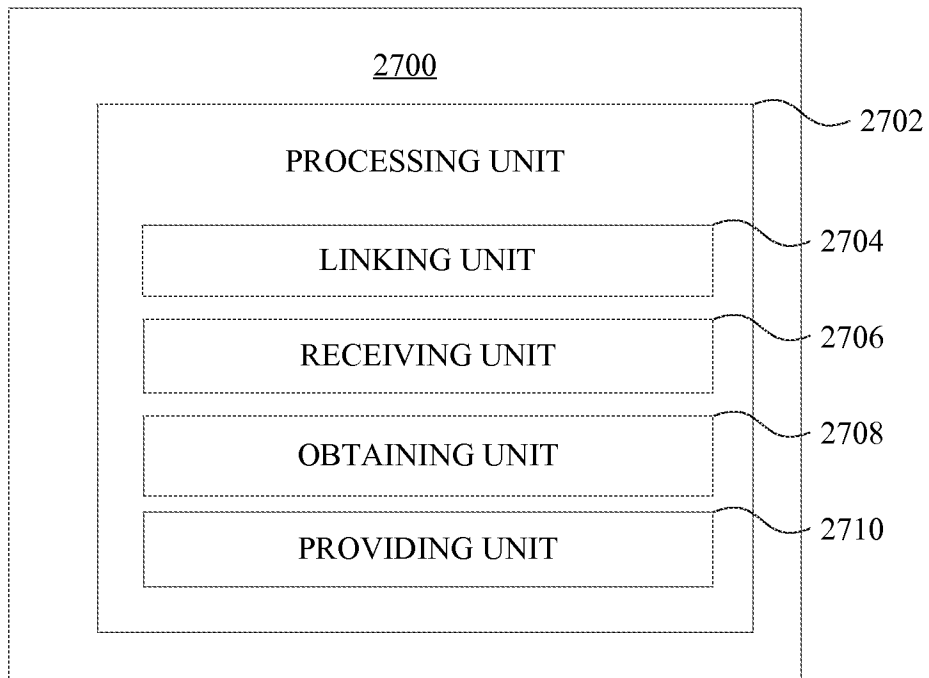 2700
2702
PROCESSING UNIT
2704
LINKING UNIT
2706
RECEIVING UNIT
2708
OBTAINING UNIT
2710
PROVIDING UNIT